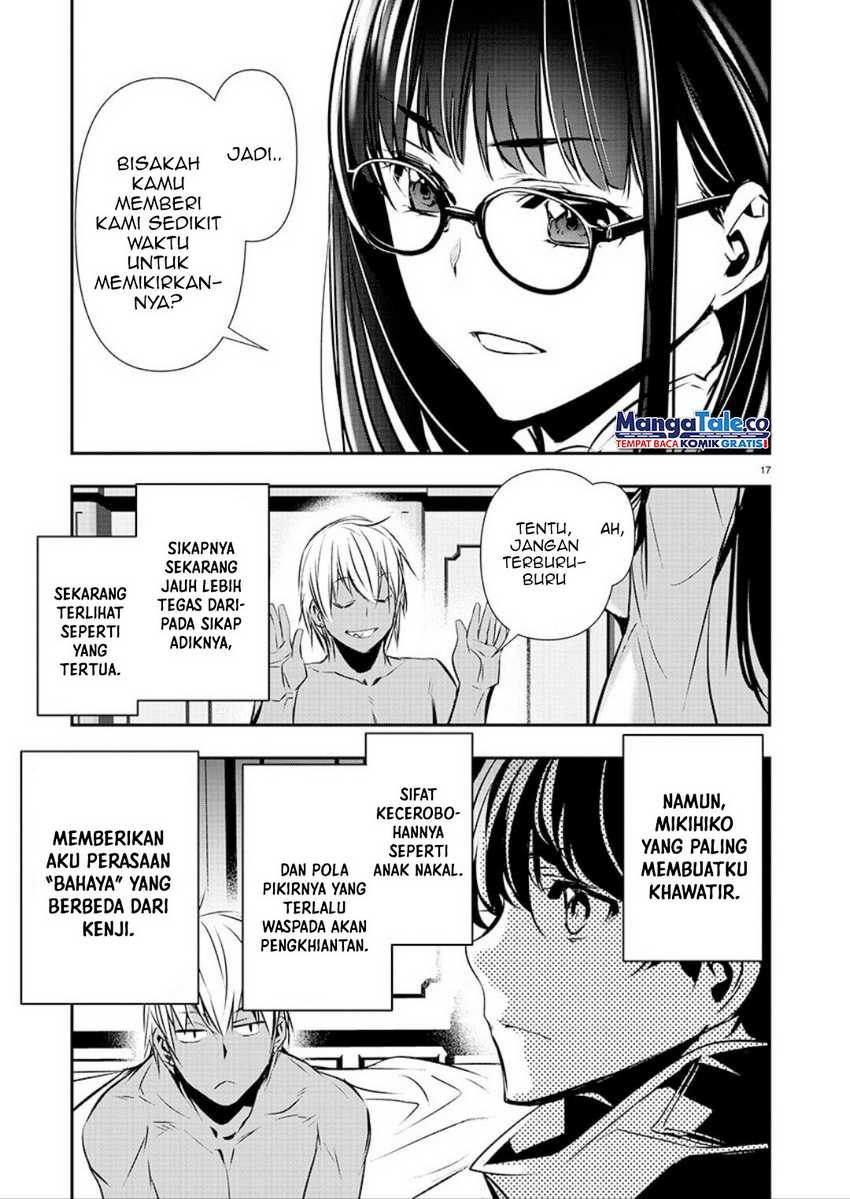 JADI..
BISAKAH
KAMU
MEMBERI
KAMI SEDIKIT
WAKTU
UNTUK
MEMIKIRKAN-
NYA?
MangaTale.co
TEMPAT BACA KOMIK GRATIS!
17
AH,
TENTU,
JANGAN
TERBURU-
BURU
SIKAPNYA
SEKARANG
JAUH LEBIH
TEGAS DARI-
PADA SIKAP
ADIKNYA,
SEKARANG
TERLIHAT
SEPERTI
YANG
TERTUA.
NAMUN,
MIKIHIKO
YANG PALING
MEMBUATKU
KHAWATIR.
SIFAT
KECEROBO-
HANNYA
SEPERTI
ANAK NAKAL.
DAN POLA
PIKIRNYA YANG
TERLALU
WASPADA AKAN
PENGKHIANTAN.
MEMBERIKAN
AKU PERASAAN
"BAHAYA" YANG
BERBEDA DARI
KENJI.